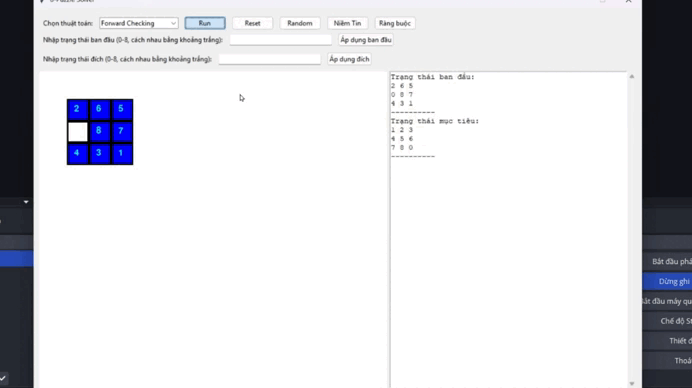 Chọn thuật toán: Forward Checking Run Reset Random Niềm Tin Ràng buộc
Nhập trạng thái ban đầu (0-8, cách nhau bằng khoảng trắng): Áp dụng ban đầu
Nhập trạng thái đích (0-8, cách nhau bằng khoảng trắng): Áp dụng đích
2 6 5
8 7
4 3 1
Trạng thái ban đầu:
2 6 5
0 8 7
4 3 1
----------
Trạng thái mục tiêu:
1 2 3
4 5 6
7 8 0
----------
Bắt đầu phá
Dừng ghi
Bắt đầu máy qu
Chế độ St
Thiết đ
Thoá